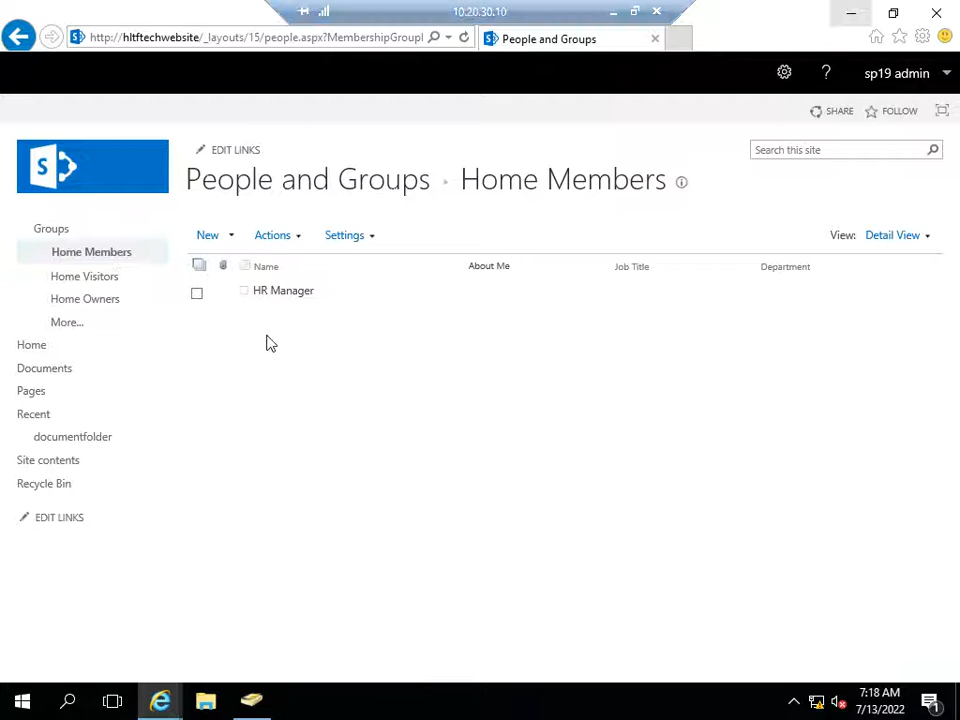 10.20.30.10
http://hltftechwebsite/_layouts/15/people.aspx?MembershipGroupI
People and Groups
sp19 admin
SHARE
FOLLOW
EDIT LINKS
Search this site
People and Groups
Home Members
Groups
Home Members
Home Visitors
Home Owners
More...
Home
Documents
Pages
Recent
documentfolder
Site contents
Recycle Bin
EDIT LINKS
New
Actions
Settings
View: Detail View
Name
About Me
Job Title
Department
HR Manager
7:18 AM
7/13/2022
1